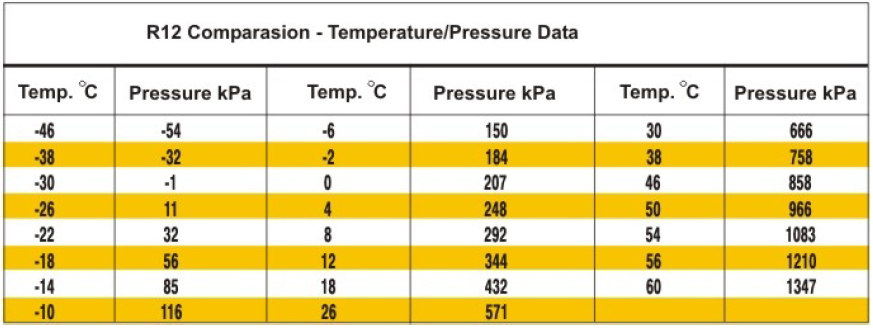 R12 Comparasion - Temperature/Pressure Data
Temp. °C Pressure kPa Temp. °C Pressure kPa Temp. °C Pressure kPa
-46 -54 -6 150 30 666
-38 -32 -2 184 38 758
-30 -1 0 207 46 858
-26 11 4 248 50 966
-22 32 8 292 54 1083
-18 56 12 344 56 1210
-14 85 18 432 60 1347
-10 116 26 571